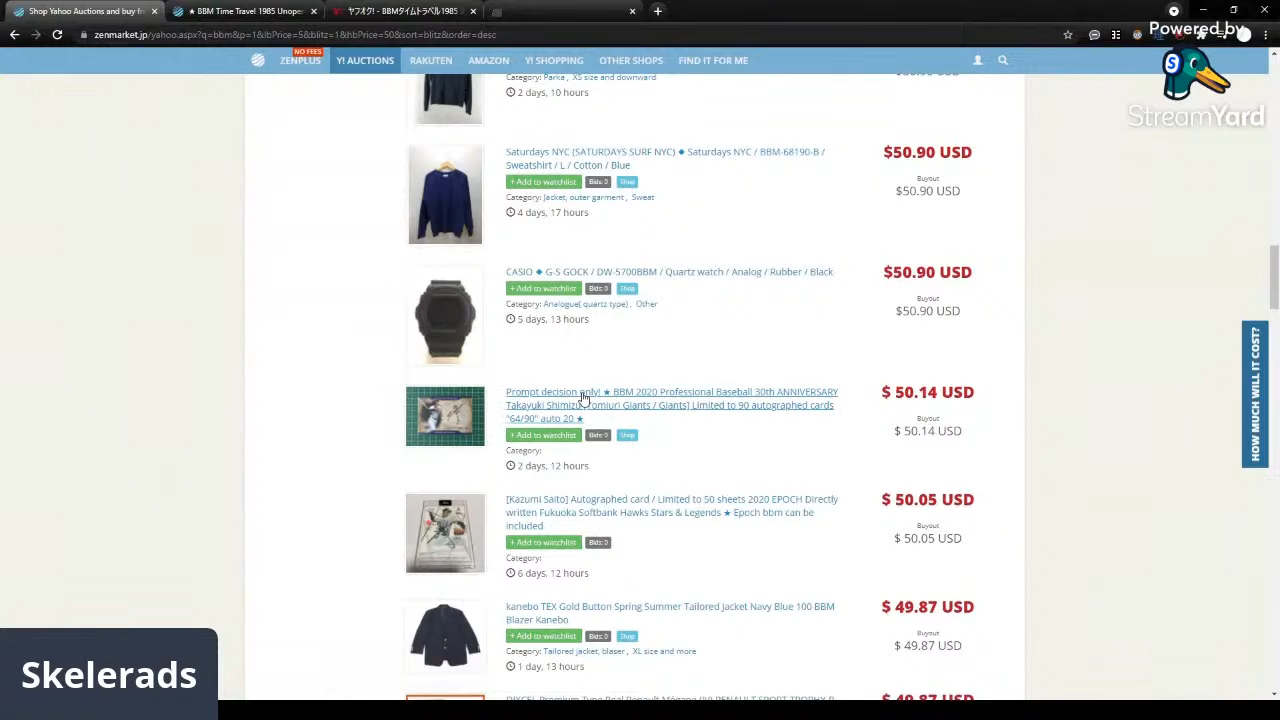 Shop Yahoo Auctions and buy fr
★ BBM Time Travel 1985 Unoper
ヤフオク! - BBMタイムトラベル1985
zenmarket.jp/yahoo.aspx?q=bbm&p=1&lbPrice=5&blitz=1&hbPrice=50&sort=blitz&order=desc
Powered by
StreamYard
NO FEES
ZENPLUS
Y! AUCTIONS
RAKUTEN
AMAZON
Y! SHOPPING
OTHER SHOPS
FIND IT FOR ME
Category: Parka , XS size and downward
2 days, 10 hours
Saturdays NYC (SATURDAYS SURF NYC) ◆ Saturdays NYC / BBM-68190-B /
Sweatshirt / L / Cotton / Blue
+ Add to watchlist Bids: 0 Shop
Category: Jacket, outer garment , Sweat
4 days, 17 hours
$50.90 USD
Buyout
$50.90 USD
CASIO ◆ G-S GOCK / DW-5700BBM / Quartz watch / Analog / Rubber / Black
+ Add to watchlist Bids: 0 Shop
Category: Analogue( quartz type) , Other
5 days, 13 hours
$50.90 USD
Buyout
$50.90 USD
Prompt decision only! ★ BBM 2020 Professional Baseball 30th ANNIVERSARY
Takayuki Shimizu Yomiuri Giants / Giants] Limited to 90 autographed cards
"64/90" auto 20 ★
+ Add to watchlist Bids: 0 Shop
Category:
2 days, 12 hours
$ 50.14 USD
Buyout
$ 50.14 USD
[Kazumi Saito] Autographed card / Limited to 50 sheets 2020 EPOCH Directly
written Fukuoka Softbank Hawks Stars & Legends ★ Epoch bbm can be
included
+ Add to watchlist Bids: 0
Category:
6 days, 12 hours
$ 50.05 USD
Buyout
$ 50.05 USD
kanebo TEX Gold Button Spring Summer Tailored Jacket Navy Blue 100 BBM
Blazer Kanebo
+ Add to watchlist Bids: 0 Shop
Category: Tailored jacket, blaser , XL size and more
1 day, 13 hours
$ 49.87 USD
Buyout
$ 49.87 USD
HOW MUCH WILL IT COST?
Skelerads